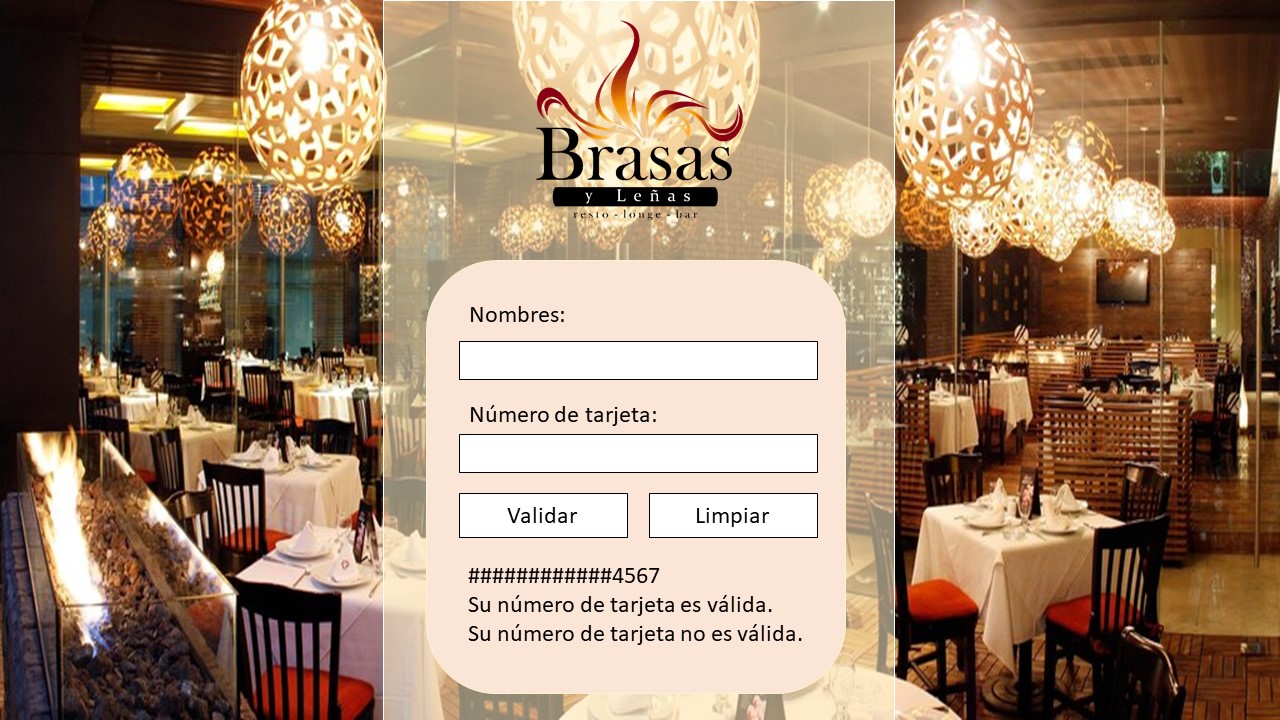 Brasas
y Leñas
resto - longe - bar
Nombres:
Número de tarjeta:
Validar
Limpiar
############4567
Su número de tarjeta es válida.
Su número de tarjeta no es válida.